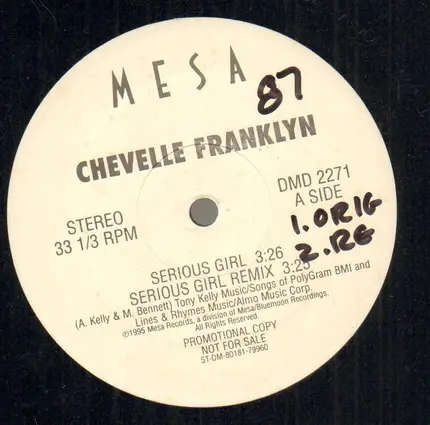 MESA
87
CHEVELLE FRANKLYN
STEREO
33 1/3 RPM
DMD 2271
A SIDE
1. ORIG
2. RE
SERIOUS GIRL 3:26
SERIOUS GIRL REMIX 3:25
(A. Kelly & M. Bennett) Tony Kelly Music/Songs of PolyGram BMI and
Lines & Rhymes Music/Almo Music Corp.
℗1995 Mesa Records, a division of Mesa/Bluemoon Recordings.
All Rights Reserved.
PROMOTIONAL COPY
NOT FOR SALE
ST-DM-80181-79960